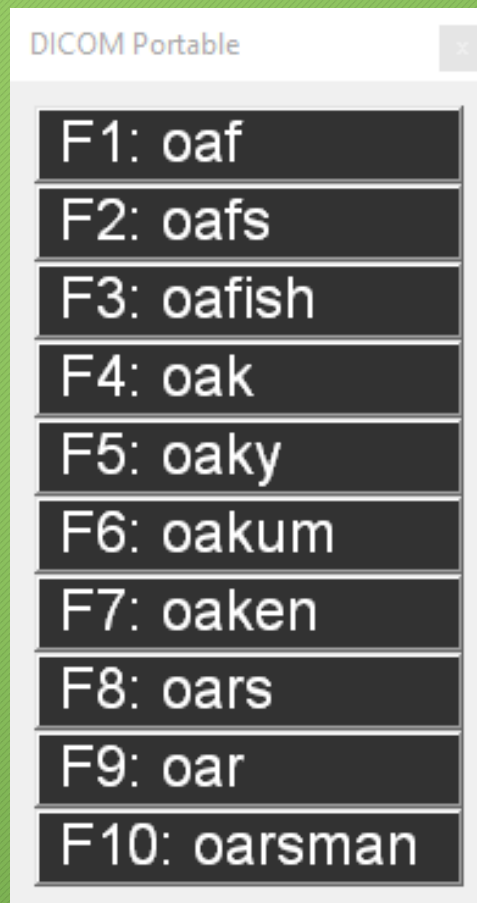 DICOM Portable
x
F1: oaf
F2: oafs
F3: oafish
F4: oak
F5: oaky
F6: oakum
F7: oaken
F8: oars
F9: oar
F10: oarsman